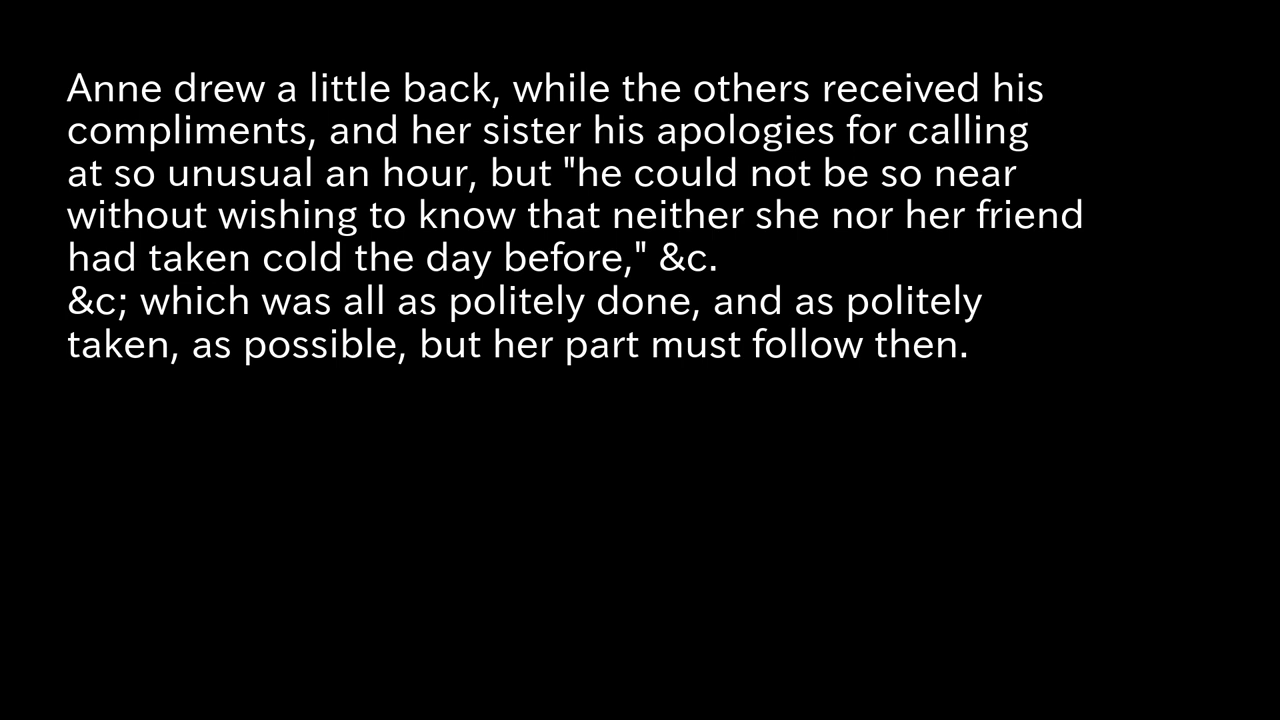 Anne drew a little back, while the others received his
compliments, and her sister his apologies for calling
at so unusual an hour, but "he could not be so near
without wishing to know that neither she nor her friend
had taken cold the day before," &c.
&c; which was all as politely done, and as politely
taken, as possible, but her part must follow then.